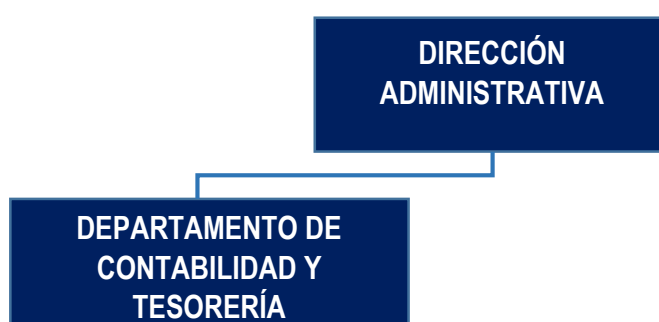 DIRECCIÓN
ADMINISTRATIVA
DEPARTAMENTO DE
CONTABILIDAD Y
TESORERÍA